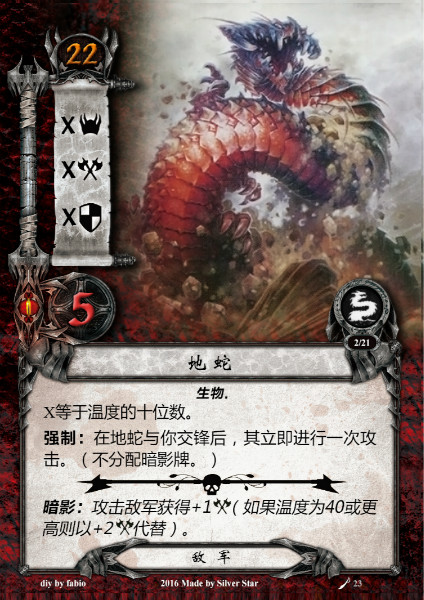 22
X
X
X
5
2/21
地蛇
生物.
X等于温度的十位数。
强制：在地蛇与你交锋后，其立即进行一次攻
击。（不分配暗影牌。）
暗影：攻击敌军获得+1（如果温度为40或更
高则以+2代替）。
敌军
diy by fabio
2016 Made by Silver Star
23